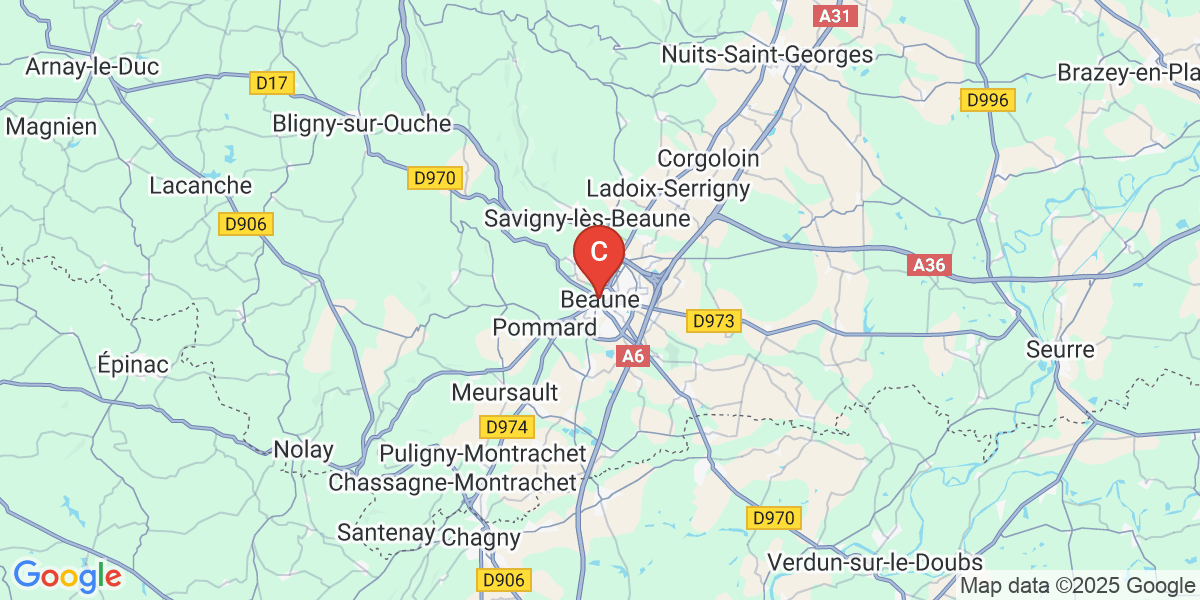 A31
Nuits-Saint-Georges
Arnay-le-Duc
Brazey-en-Pla
D17
D996
Magnien
Bligny-sur-Ouche
Corgoloin
D970
Lacanche
Ladoix-Serrigny
D906
Savigny-lès-Beaune
C
A36
Beaune
Pommard
D973
Seurre
A6
Épinac
Meursault
D974
Nolay
Puligny-Montrachet
Chassagne-Montrachet
D970
Santenay
Chagny
Verdun-sur-le-Doubs
Google
D906
Map data ©2025 Google